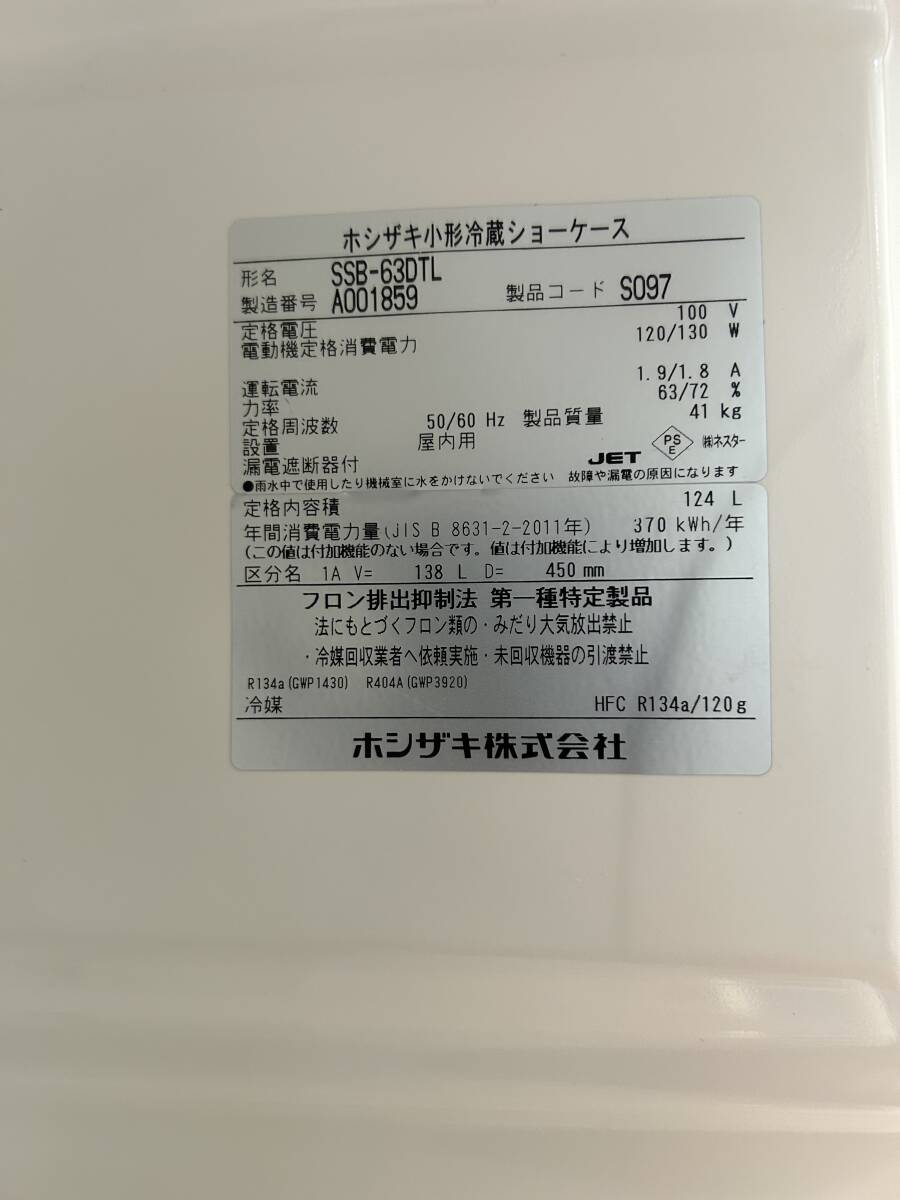 ホシザキ小形冷蔵ショーケース
形名 SSB-63DTL
製造番号 A001859 製品コード S097
定格電圧 100 V
電動機定格消費電力 120/130 W
運転電流 1.9/1.8 A
力率 63/72 %
定格周波数 50/60 Hz 製品質量 41 kg
設置 屋内用
漏電遮断器付 JET PS E ㈱ネスター
●雨水中で使用したり機械室に水をかけないでください 故障や漏電の原因になります
定格内容積 124 L
年間消費電力量(JIS B 8631-2-2011年) 370 kWh/年
(この値は付加機能のない場合です。値は付加機能により増加します。)
区分名 1A V= 138 L D= 450 mm
フロン排出抑制法 第一種特定製品
法にもとづくフロン類の・みだり大気放出禁止
・冷媒回収業者へ依頼実施・未回収機器の引渡禁止
R134a(GWP1430) R404A(GWP3920)
冷媒 HFC R134a/120g
ホシザキ株式会社